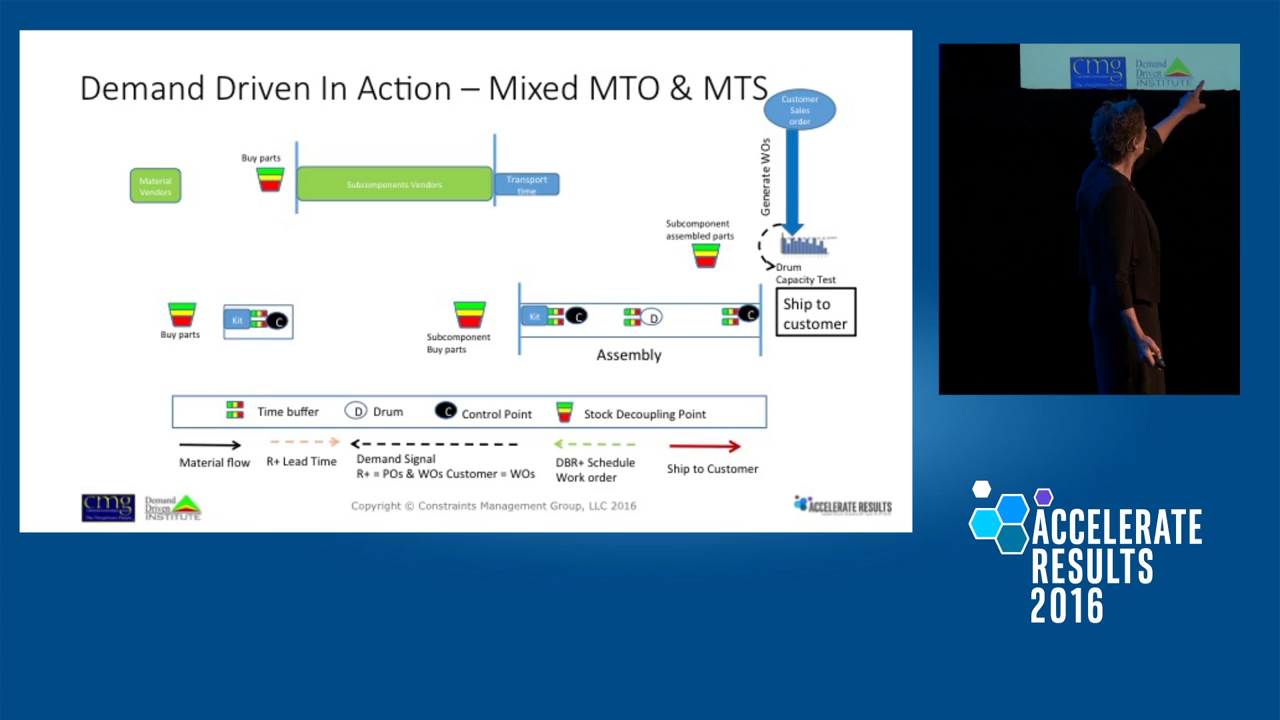 Demand Driven In Action – Mixed MTO & MTS
Customer
Sales
order
Buy parts
Material
Vendors
Subcomponents Vendors
Transport
time
Generate WOs
Subcomponent
assembled parts
Drum
Capacity Test
Buy parts
Kit
C
Subcomponent
Buy parts
Kit
C
D
C
Assembly
Ship to
customer
Time buffer
D
Drum
C
Control Point
Stock Decoupling Point
Material flow
R+ Lead Time
Demand Signal
R+ = POs & WOs Customer = WOs
DBR+ Schedule
Work order
Ship to Customer
cmg
Demand
Driven
INSTITUTE
Copyright © Constraints Management Group, LLC 2016
ACCELERATE RESULTS
cmg
Demand
Driven
INSTITUTE
ACCELERATE
RESULTS
2016